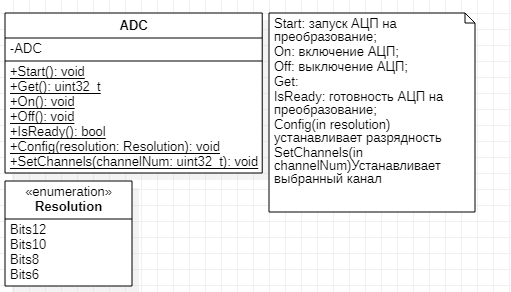 ADC
-ADC
+Start(): void
+Get(): uint32_t
+On(): void
+Off(): void
+IsReady(): bool
+Config(resolution: Resolution): void
+SetChannels(channelNum: uint32_t): void
Start: запуск АЦП на
преобразование;
On: включение АЦП;
Off: выключение АЦП;
Get:
IsReady: готовность АЦП на
преобразование;
Config(in resolution)
устанавливает разрядность
SetChannels(in
channelNum)Устанавливает
выбранный канал
«enumeration»
Resolution
Bits12
Bits10
Bits8
Bits6